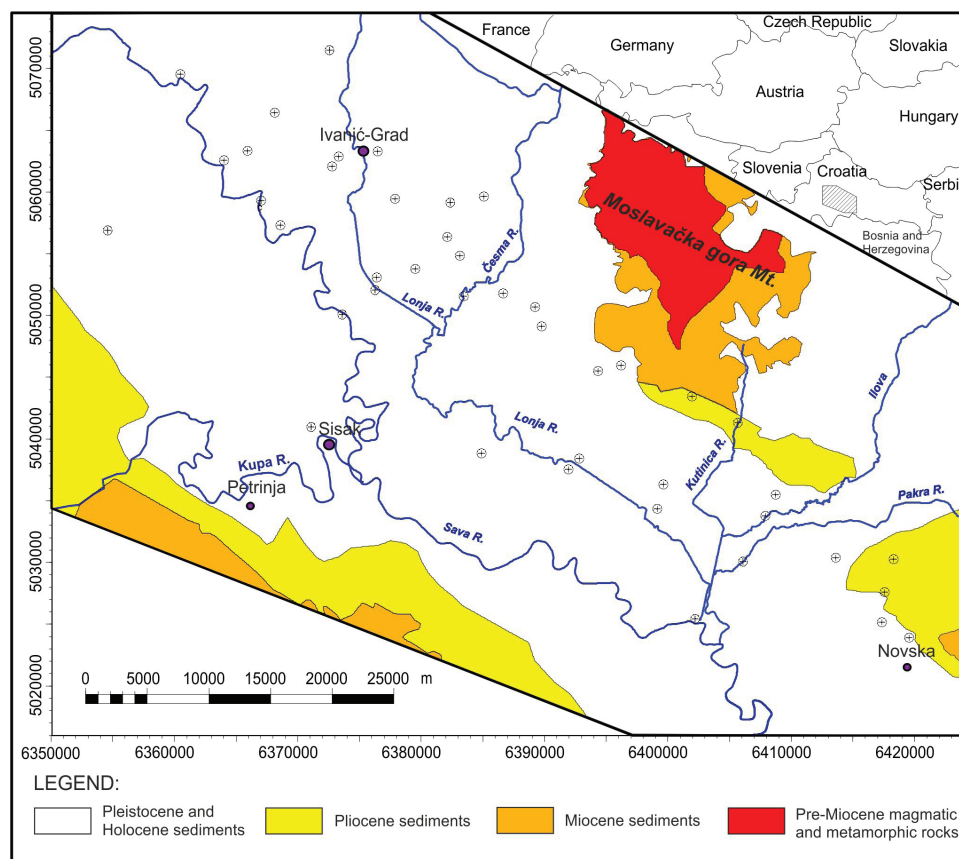 Czech Republic
France
Germany
Slovakia
Austria
Hungary
Slovenia
Croatia
Serbi
Bosnia and
Herzegovina
5070000
5060000
5050000
5040000
5030000
5020000
Ivanić-Grad
Moslavačka gora Mt.
Česma R.
Lonja R.
Lonja R.
Ilova
Kutinica R.
Pakra R.
Sisak
Kupa R.
Petrinja
Sava R.
Novska
0 5000 10000 15000 20000 25000 m
6350000 6360000 6370000 6380000 6390000 6400000 6410000 6420000
LEGEND:
Pleistocene and
Holocene sediments
Pliocene sediments
Miocene sediments
Pre-Miocene magmatic
and metamorphic rocks